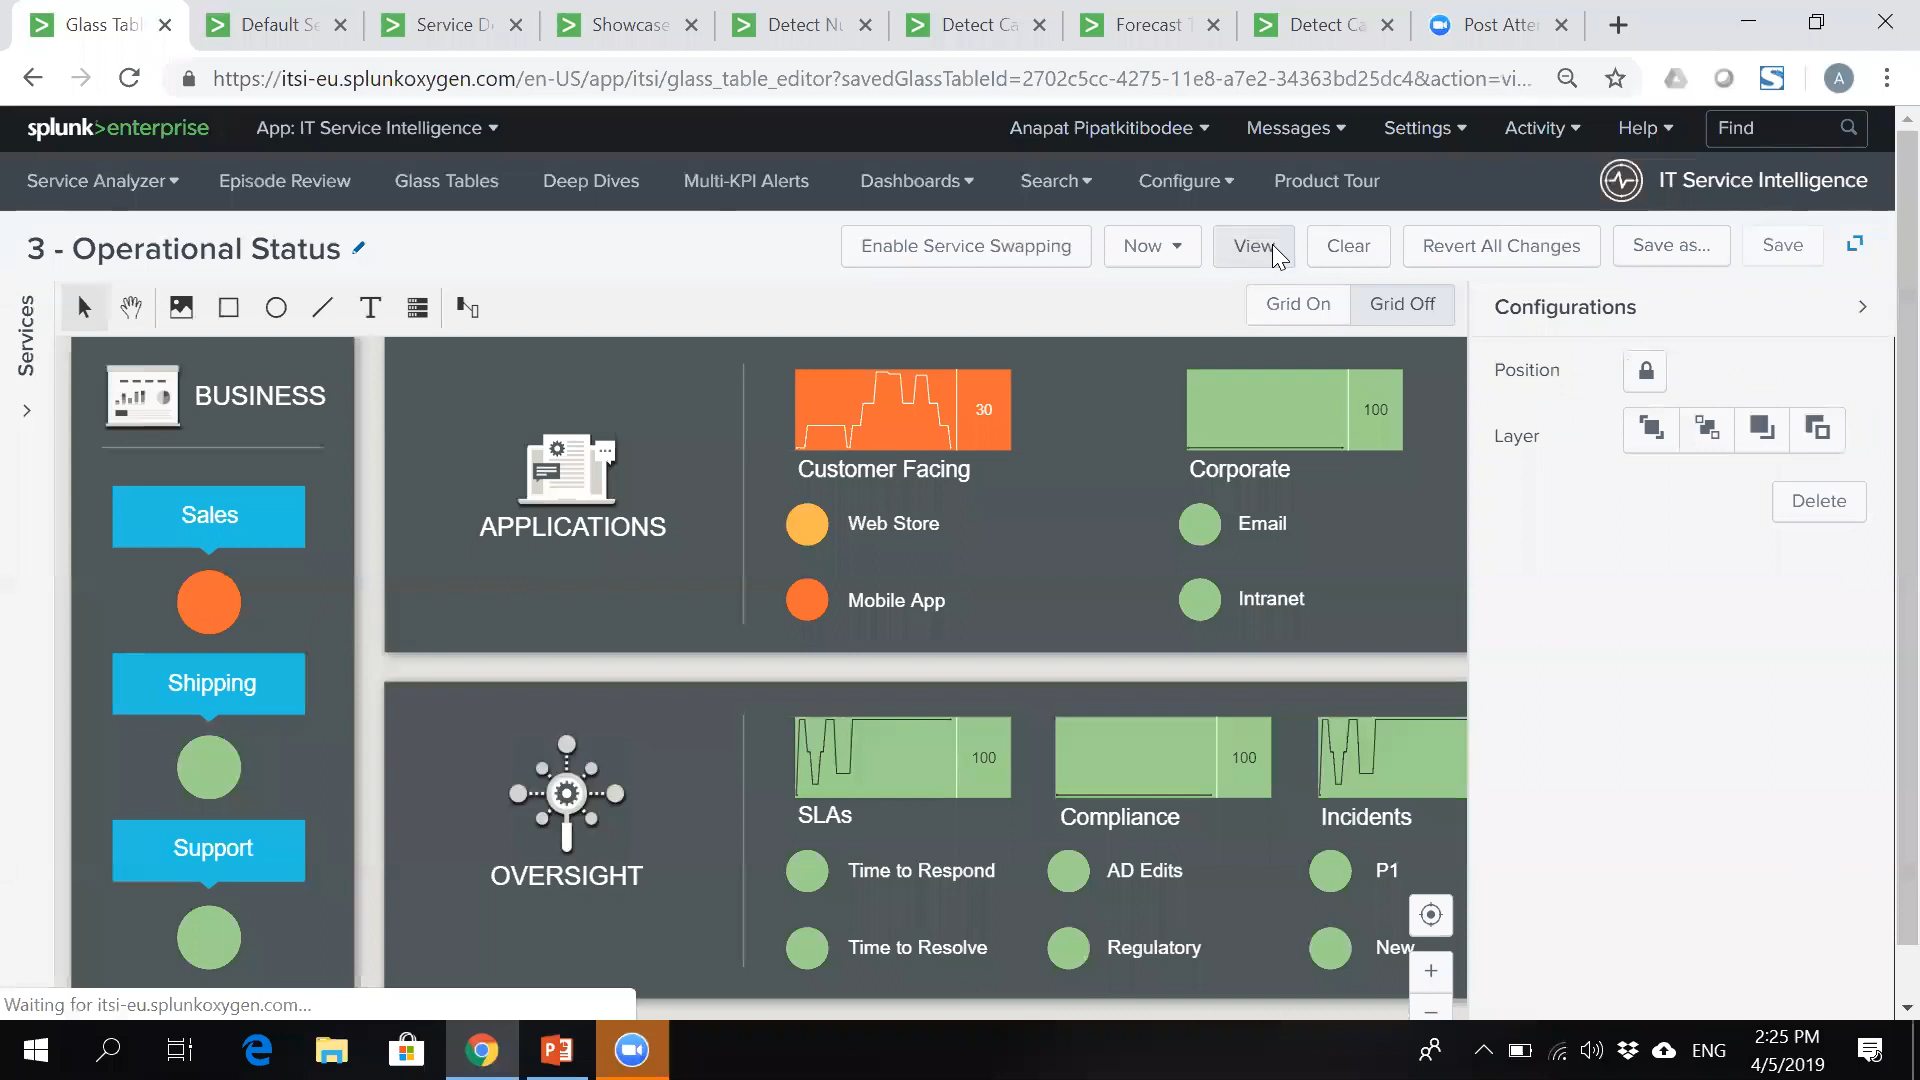 Glass Tabl
Default Se
Service D
Showcase
Detect Nu
Detect Ca
Forecast T
Detect Ca
Post Atten
https://itsi-eu.splunkoxygen.com/en-US/app/itsi/glass_table_editor?savedGlassTableId=2702c5cc-4275-11e8-a7e2-34363bd25dc4&action=vi...
A
splunk>enterprise
App: IT Service Intelligence
Anapat Pipatkitibodee
Messages
Settings
Activity
Help
Find
Service Analyzer
Episode Review
Glass Tables
Deep Dives
Multi-KPI Alerts
Dashboards
Search
Configure
Product Tour
IT Service Intelligence
3 - Operational Status
Enable Service Swapping
Now
View
Clear
Revert All Changes
Save as...
Save
Services
T
Grid On
Grid Off
Configurations
Position
Layer
Delete
BUSINESS
Sales
Shipping
Support
APPLICATIONS
30
Customer Facing
Web Store
Mobile App
100
Corporate
Email
Intranet
OVERSIGHT
100
SLAs
Time to Respond
Time to Resolve
100
Compliance
AD Edits
Regulatory
Incidents
P1
New
Waiting for itsi-eu.splunkoxygen.com...
ENG
2:25 PM
4/5/2019